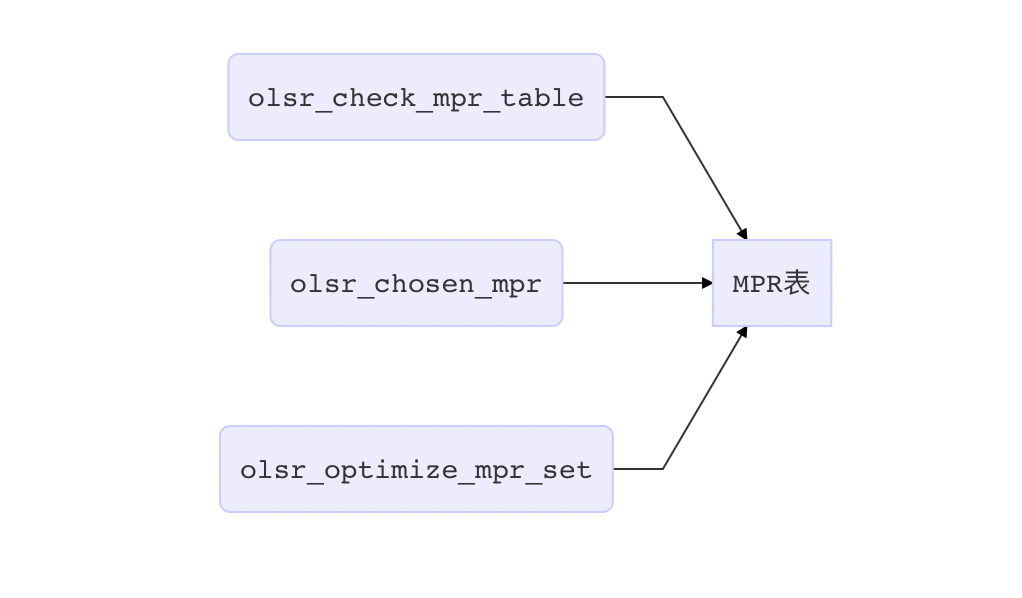 olsr_check_mpr_table
olsr_chosen_mpr
MPR表
olsr_optimize_mpr_set